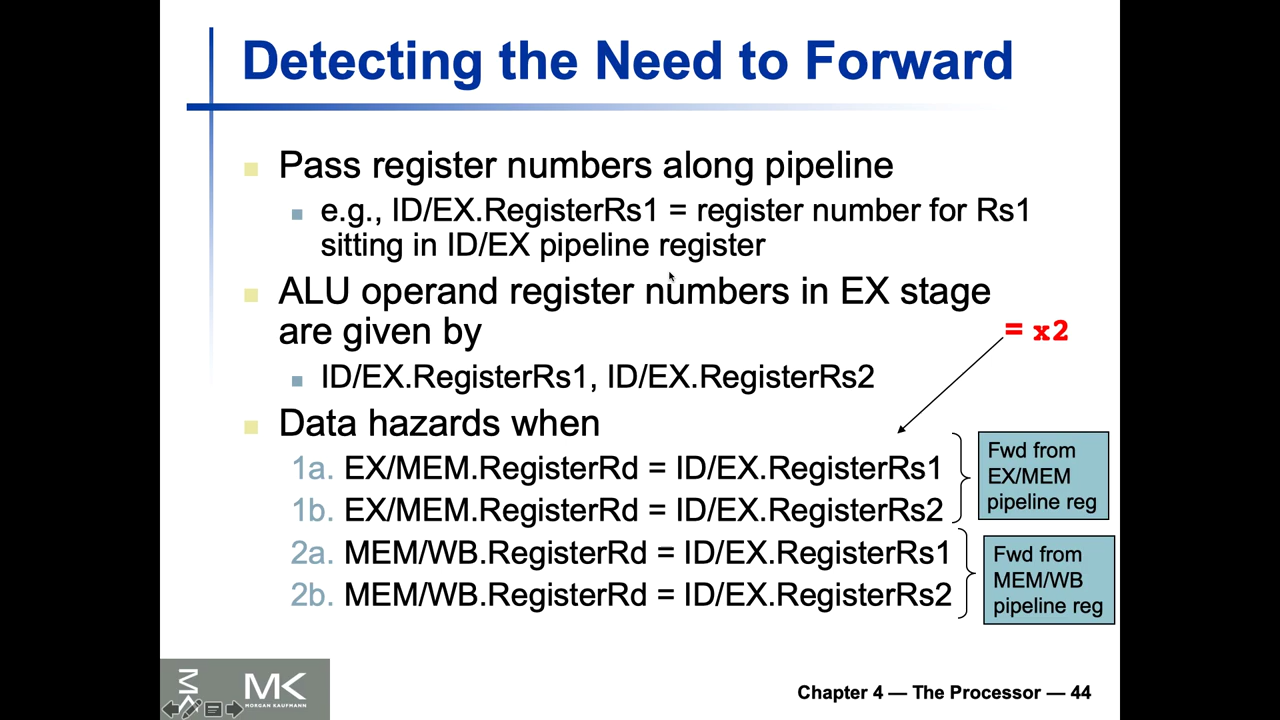 Detecting the Need to Forward
Pass register numbers along pipeline
e.g., ID/EX.RegisterRs1 = register number for Rs1
sitting in ID/EX pipeline register
ALU operand register numbers in EX stage
are given by
= x2
ID/EX.RegisterRs1, ID/EX.RegisterRs2
Data hazards when
1a. EX/MEM.RegisterRd = ID/EX.RegisterRs1
1b. EX/MEM.RegisterRd = ID/EX.RegisterRs2
Fwd from
EX/MEM
pipeline reg
2a. MEM/WB.RegisterRd = ID/EX.RegisterRs1
2b. MEM/WB.RegisterRd = ID/EX.RegisterRs2
Fwd from
MEM/WB
pipeline reg
MK
MK
MORGAN KAUFMANN
Chapter 4 — The Processor — 44